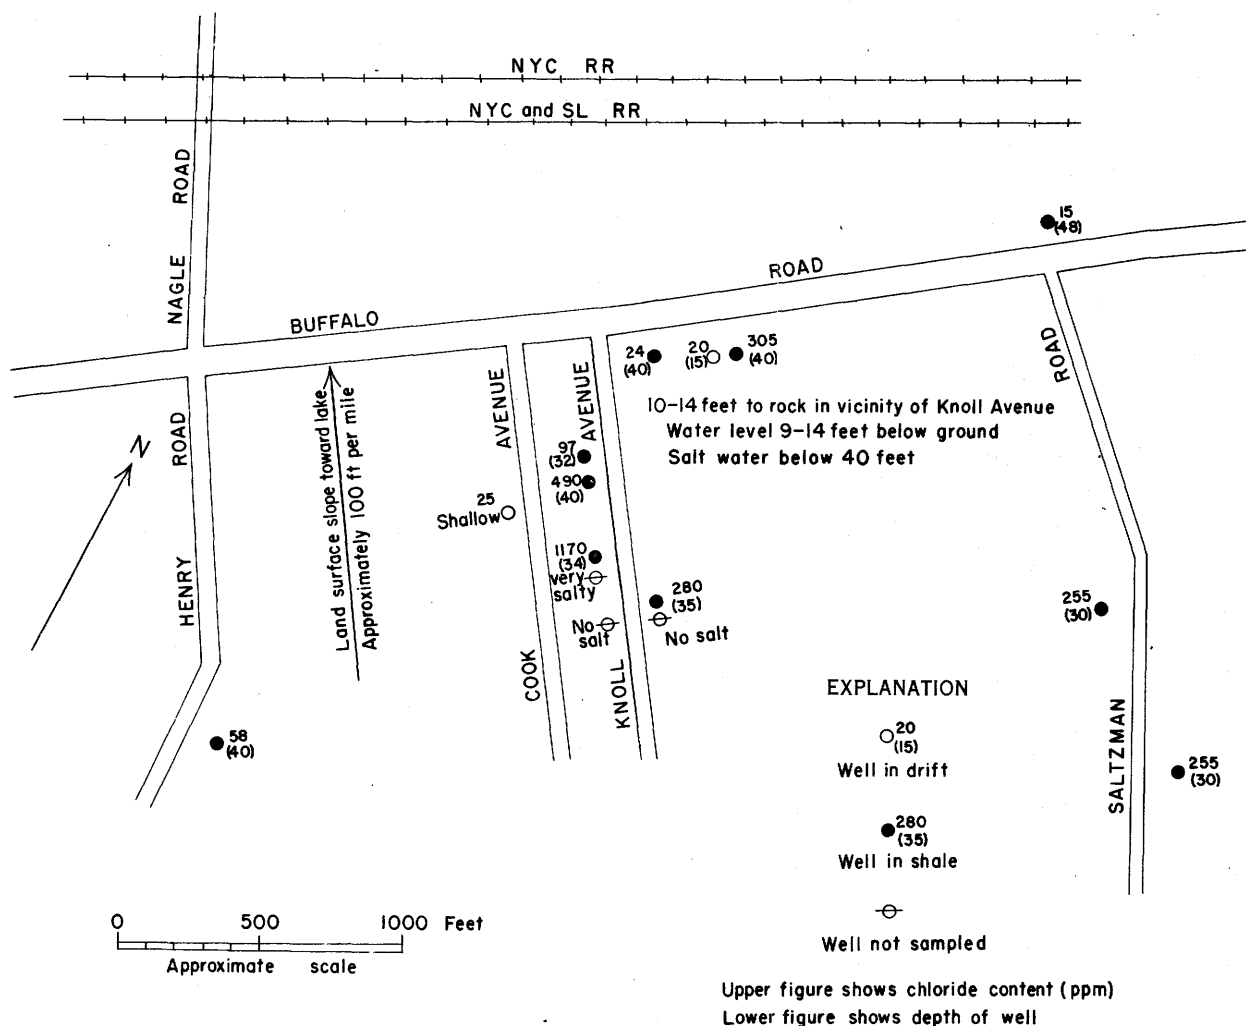 NYC RR
NYC and SL RR
NAGLE ROAD
15
(48)
BUFFALO ROAD
24
(40)
20
(15)
305
(40)
ROAD
10-14 feet to rock in vicinity of Knoll Avenue
Water level 9-14 feet below ground
Salt water below 40 feet
N
HENRY ROAD
Land surface slope toward lake
Approximately 100 ft per mile
AVENUE
AVENUE
97
(32)
490
(40)
25
Shallow
1170
(34)
very
salty
No
salt
280
(35)
No salt
255
(30)
COOK
KNOLL
SALTZMAN
58
(40)
255
(30)
EXPLANATION
20
(15)
Well in drift
280
(35)
Well in shale
Well not sampled
0 500 1000 Feet
Approximate scale
Upper figure shows chloride content (ppm)
Lower figure shows depth of well